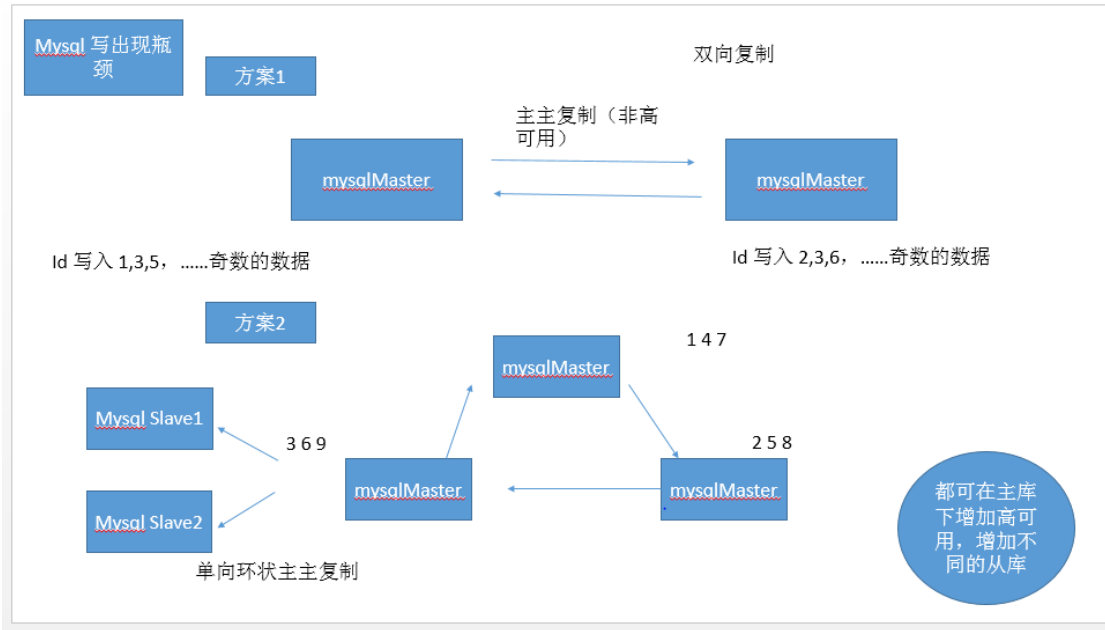 Mysql 写出现瓶
颈
方案1
双向复制
主主复制（非高
可用）
mysqlMaster
mysqlMaster
Id 写入 1,3,5，……奇数的数据
Id 写入 2,3,6，……奇数的数据
方案2
mysqlMaster
1 4 7
Mysql Slave1
3 6 9
mysqlMaster
2 5 8
mysqlMaster
Mysql Slave2
单向环状主主复制
都可在主库
下增加高可
用，增加不
同的从库